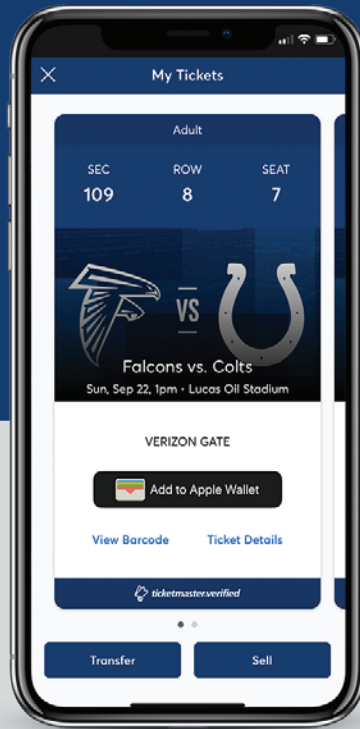 My Tickets
Adult
SEC ROW SEAT
109 8 7
VS
Falcons vs. Colts
Sun, Sep 22, 1pm • Lucas Oil Stadium
VERIZON GATE
Add to Apple Wallet
View Barcode Ticket Details
ticketmaster.verified
Transfer Sell